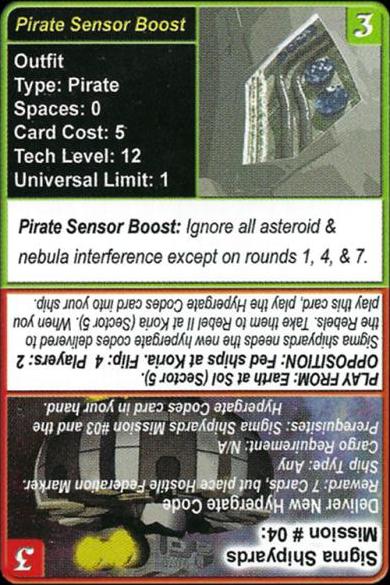 Pirate Sensor Boost
3
Outfit
Type: Pirate
Spaces: 0
Card Cost: 5
Tech Level: 12
Universal Limit: 1
Pirate Sensor Boost: Ignore all asteroid &
nebula interference except on rounds 1, 4, & 7.
3
Sigma Shipyards
Mission # 04:
Deliver New Hypergate Code
Reward: 7 Cards, but place Hostile Federation Marker.
Ship Type: Any
Cargo Requirement: N/A
Prerequisites: Sigma Shipyards Mission #03 and the
Hypergate Codes card in your hand.
PLAY FROM: Earth at Sol (Sector 5).
OPPOSITION: Fed ships at Koria. Flip: 4 Players: 2
Sigma Shipyards needs the new hypergate codes delivered to
the Rebels. Take them to Rebel II at Koria (Sector 5). When you
play this card, play the Hypergate Codes card into your ship.